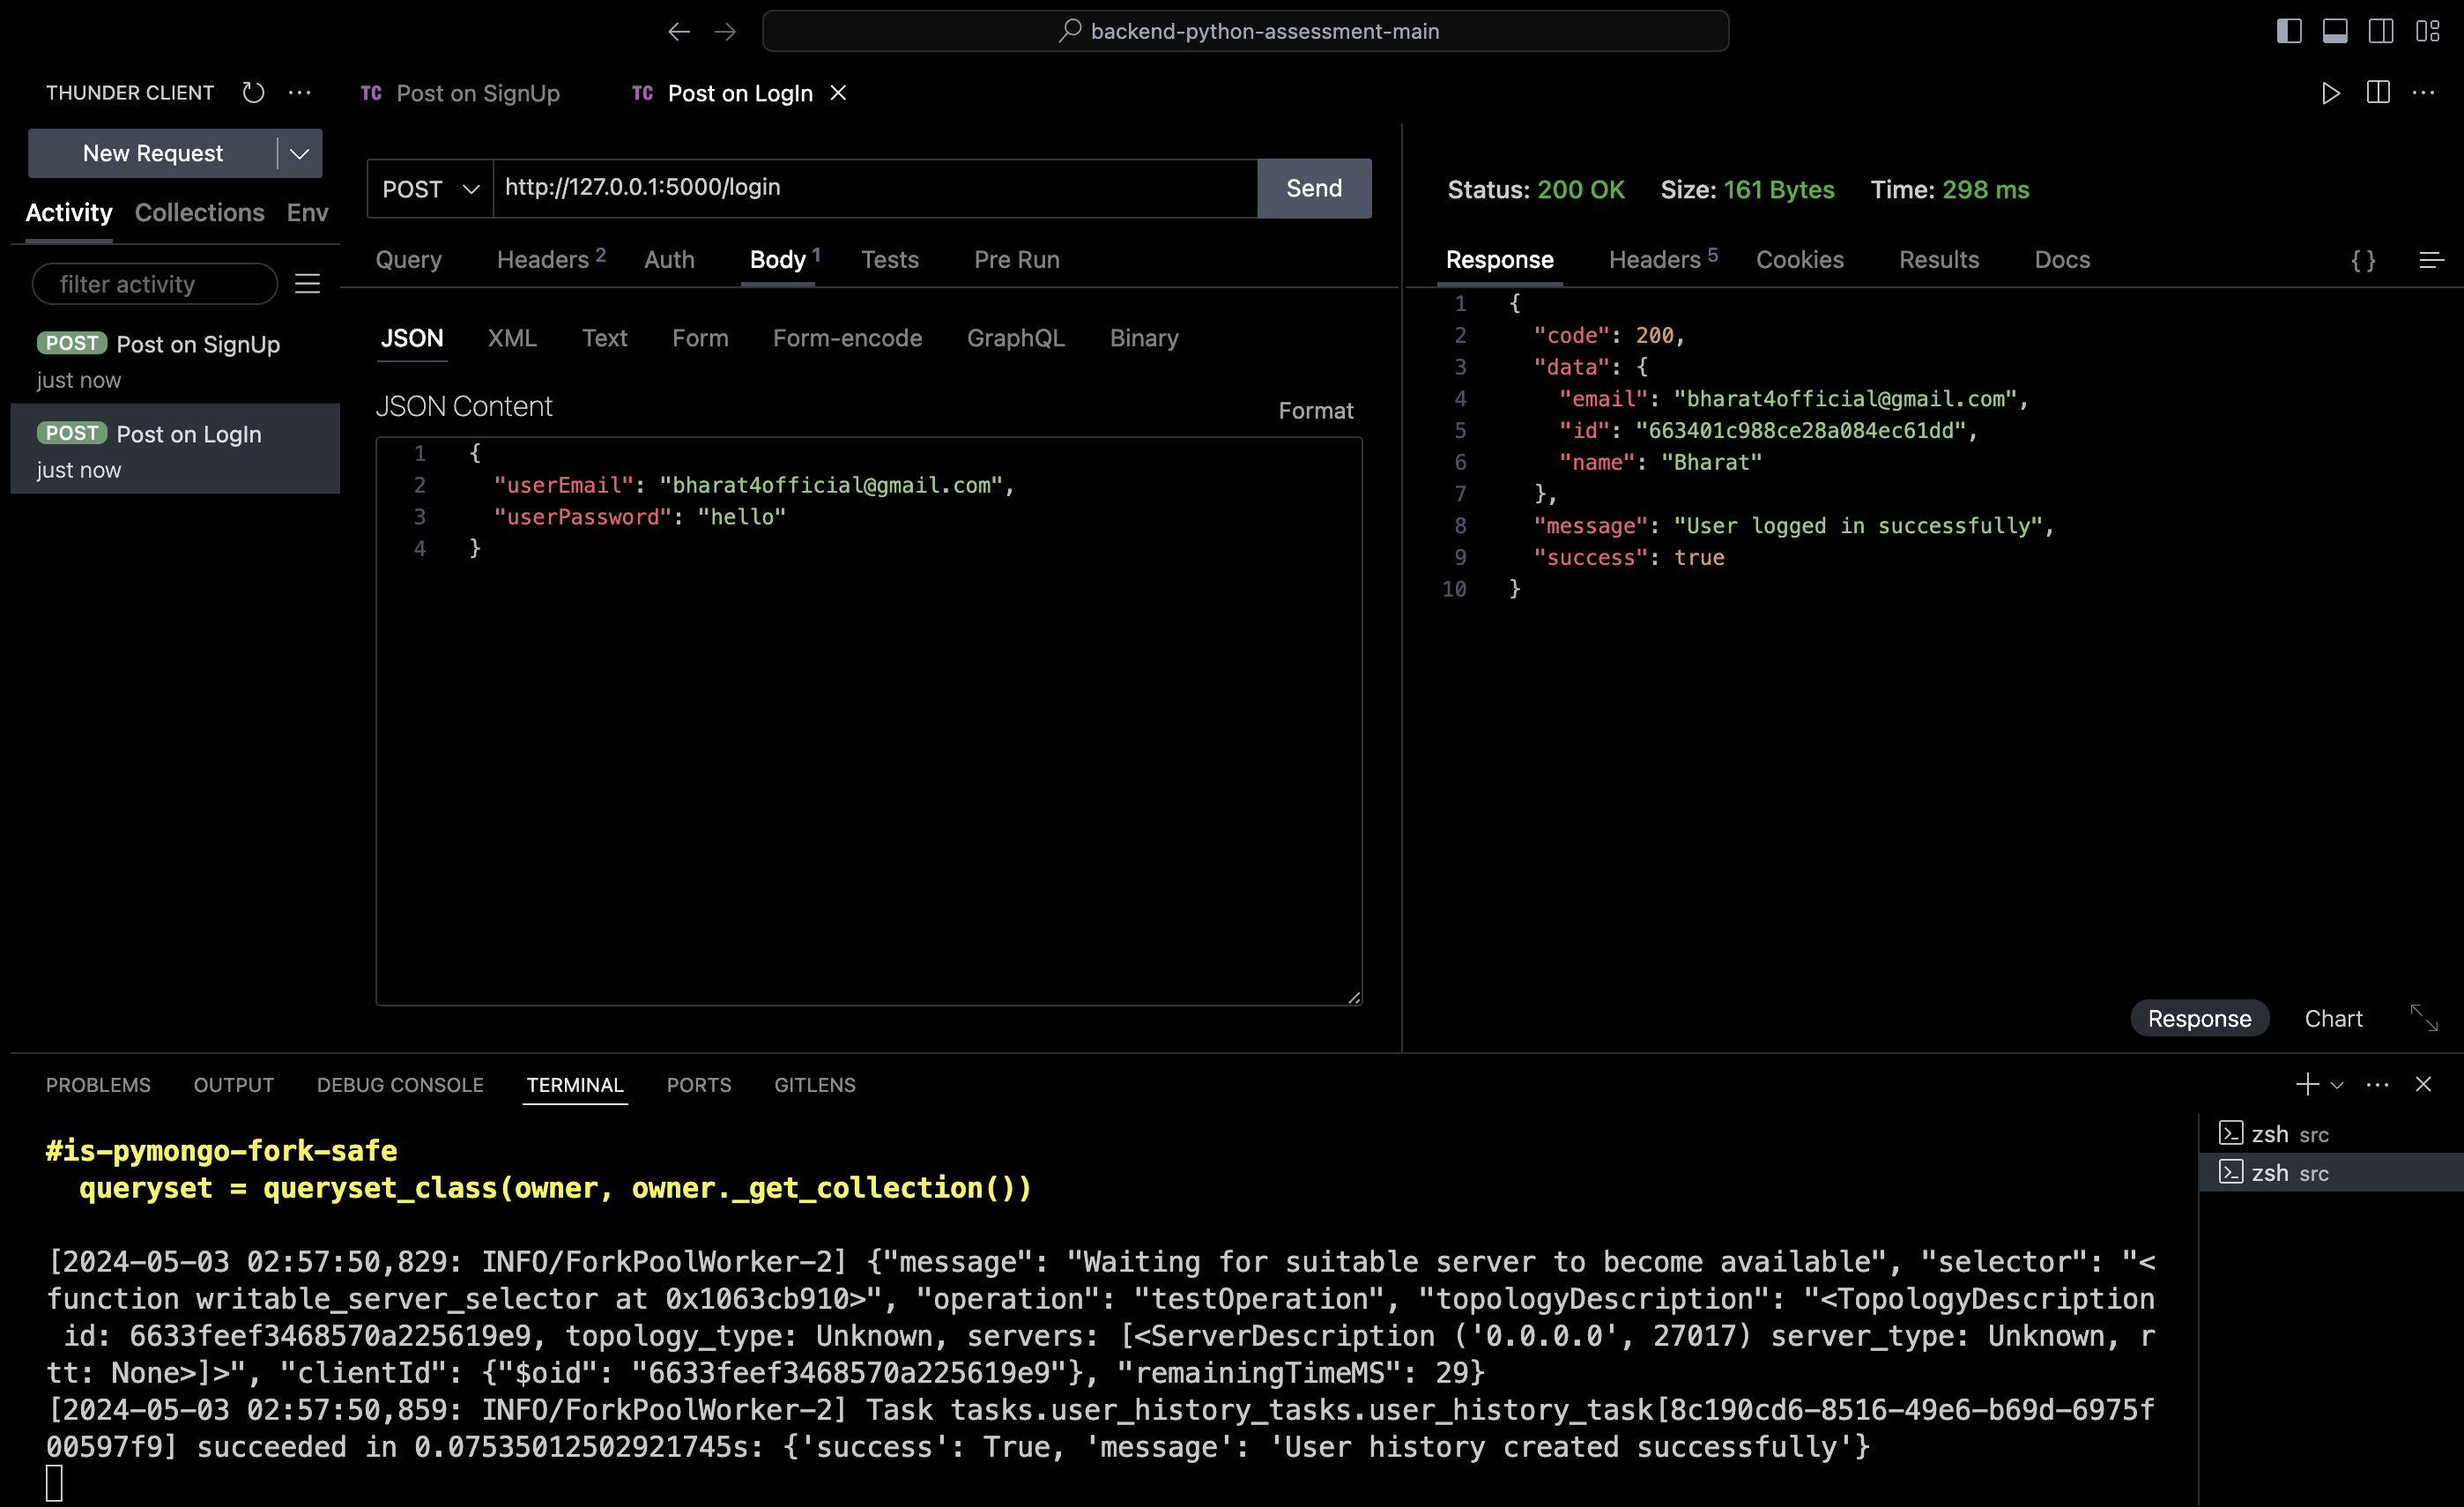 backend-python-assessment-main
THUNDER CLIENT
TC Post on SignUp
TC Post on LogIn
New Request
POST http://127.0.0.1:5000/login Send
Status: 200 OK Size: 161 Bytes Time: 298 ms
Activity Collections Env
Query Headers 2 Auth Body 1 Tests Pre Run
Response Headers 5 Cookies Results Docs { }
filter activity
POST Post on SignUp
just now
POST Post on LogIn
just now
JSON XML Text Form Form-encode GraphQL Binary
JSON Content Format
1 {
2 "userEmail": "bharat4official@gmail.com",
3 "userPassword": "hello"
4 }
1 {
2 "code": 200,
3 "data": {
4 "email": "bharat4official@gmail.com",
5 "id": "663401c988ce28a084ec61dd",
6 "name": "Bharat"
7 },
8 "message": "User logged in successfully",
9 "success": true
10 }
Response Chart
PROBLEMS OUTPUT DEBUG CONSOLE TERMINAL PORTS GITLENS
#is-pymongo-fork-safe
queryset = queryset_class(owner, owner._get_collection())
[2024-05-03 02:57:50,829: INFO/ForkPoolWorker-2] {"message": "Waiting for suitable server to become available", "selector": "<
function writable_server_selector at 0x1063cb910>", "operation": "testOperation", "topologyDescription": "<TopologyDescription
id: 6633feef3468570a225619e9, topology_type: Unknown, servers: [<ServerDescription ('0.0.0.0', 27017) server_type: Unknown, r
tt: None>]>", "clientId": {"$oid": "6633feef3468570a225619e9"}, "remainingTimeMS": 29}
[2024-05-03 02:57:50,859: INFO/ForkPoolWorker-2] Task tasks.user_history_tasks.user_history_task[8c190cd6-8516-49e6-b69d-6975f
00597f9] succeeded in 0.07535012502921745s: {'success': True, 'message': 'User history created successfully'}
zsh src
zsh src